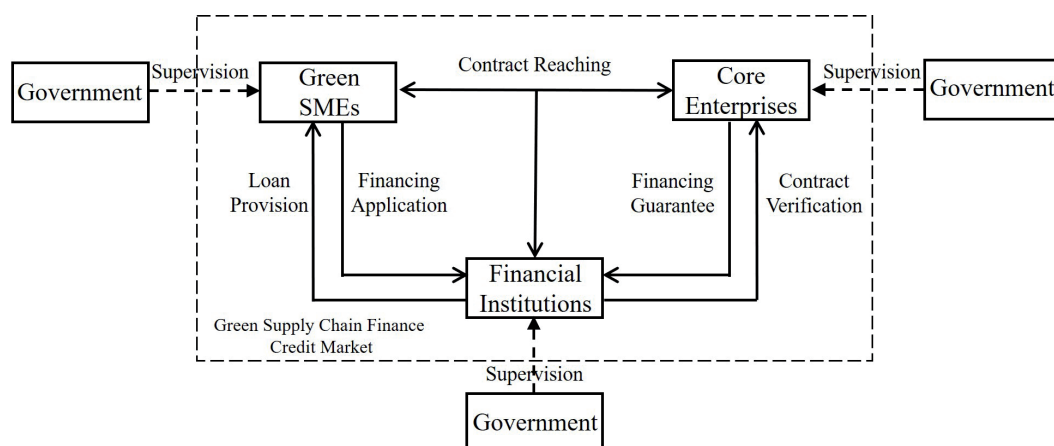 Government
Supervision
Green
SMEs
Contract Reaching
Core
Enterprises
Supervision
Government
Loan
Provision
Financing
Application
Financing
Guarantee
Contract
Verification
Financial
Institutions
Green Supply Chain Finance
Credit Market
Supervision
Government